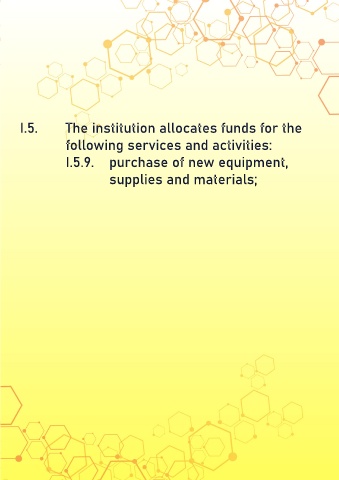 I.5. The institution allocates funds for the
following services and activities:
I.5.9. purchase of new equipment,
supplies and materials;